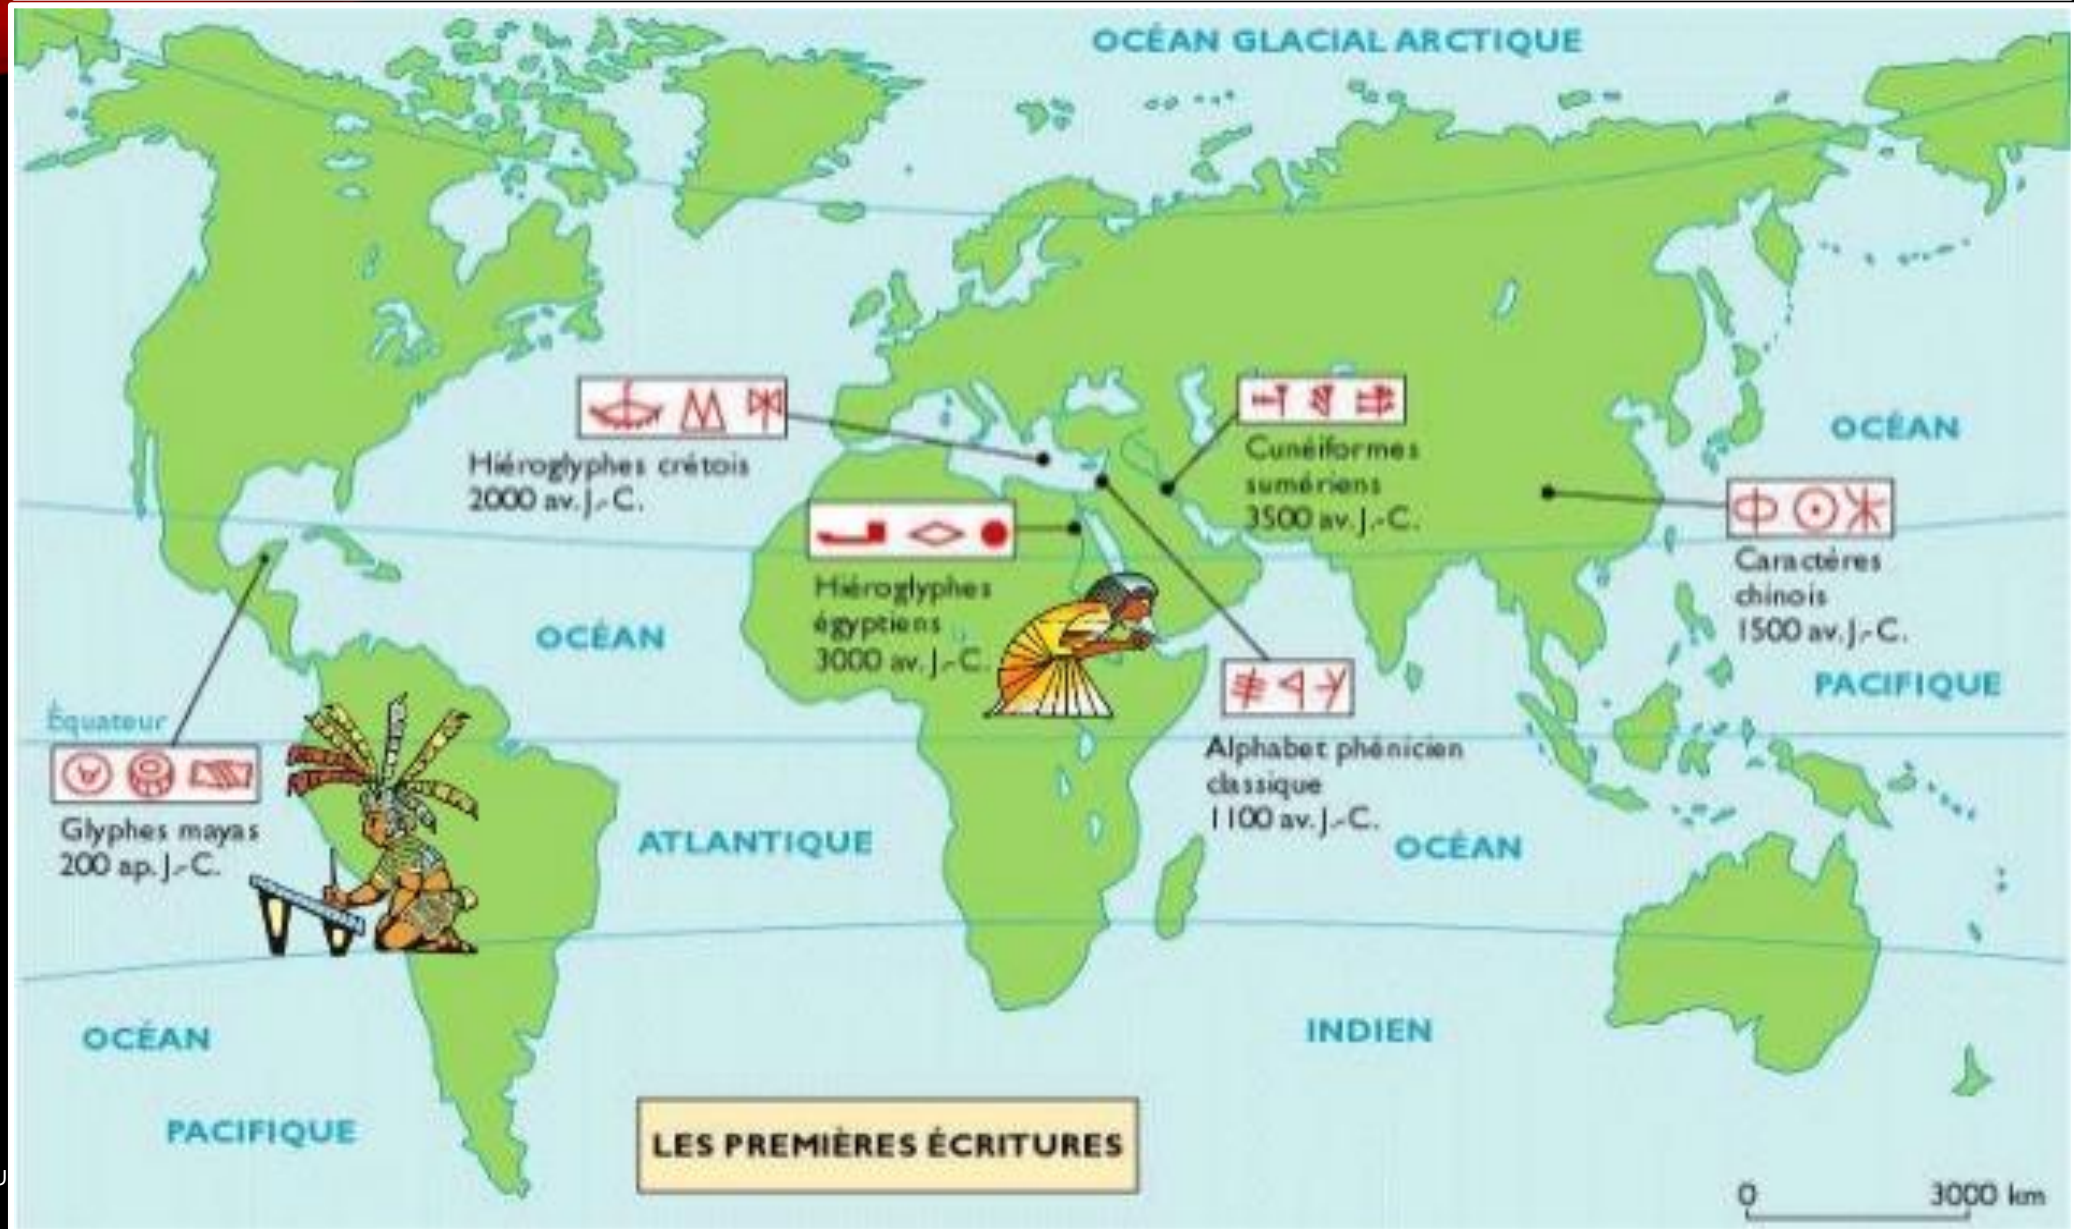 OCÉAN GLACIAL ARCTIQUE
Hiéroglyphes crétois
2000 av. J.-C.
Cunéiformes
sumériens
3500 av. J.-C.
OCÉAN
PACIFIQUE
Caractères
chinois
1500 av. J.-C.
Hiéroglyphes
égyptiens
3000 av. J.-C.
OCÉAN
ATLANTIQUE
Équateur
Glyphes mayas
200 ap. J.-C.
Alphabet phénicien
classique
1100 av. J.-C.
OCÉAN
INDIEN
OCÉAN
PACIFIQUE
LES PREMIÈRES ÉCRITURES
0 3000 km